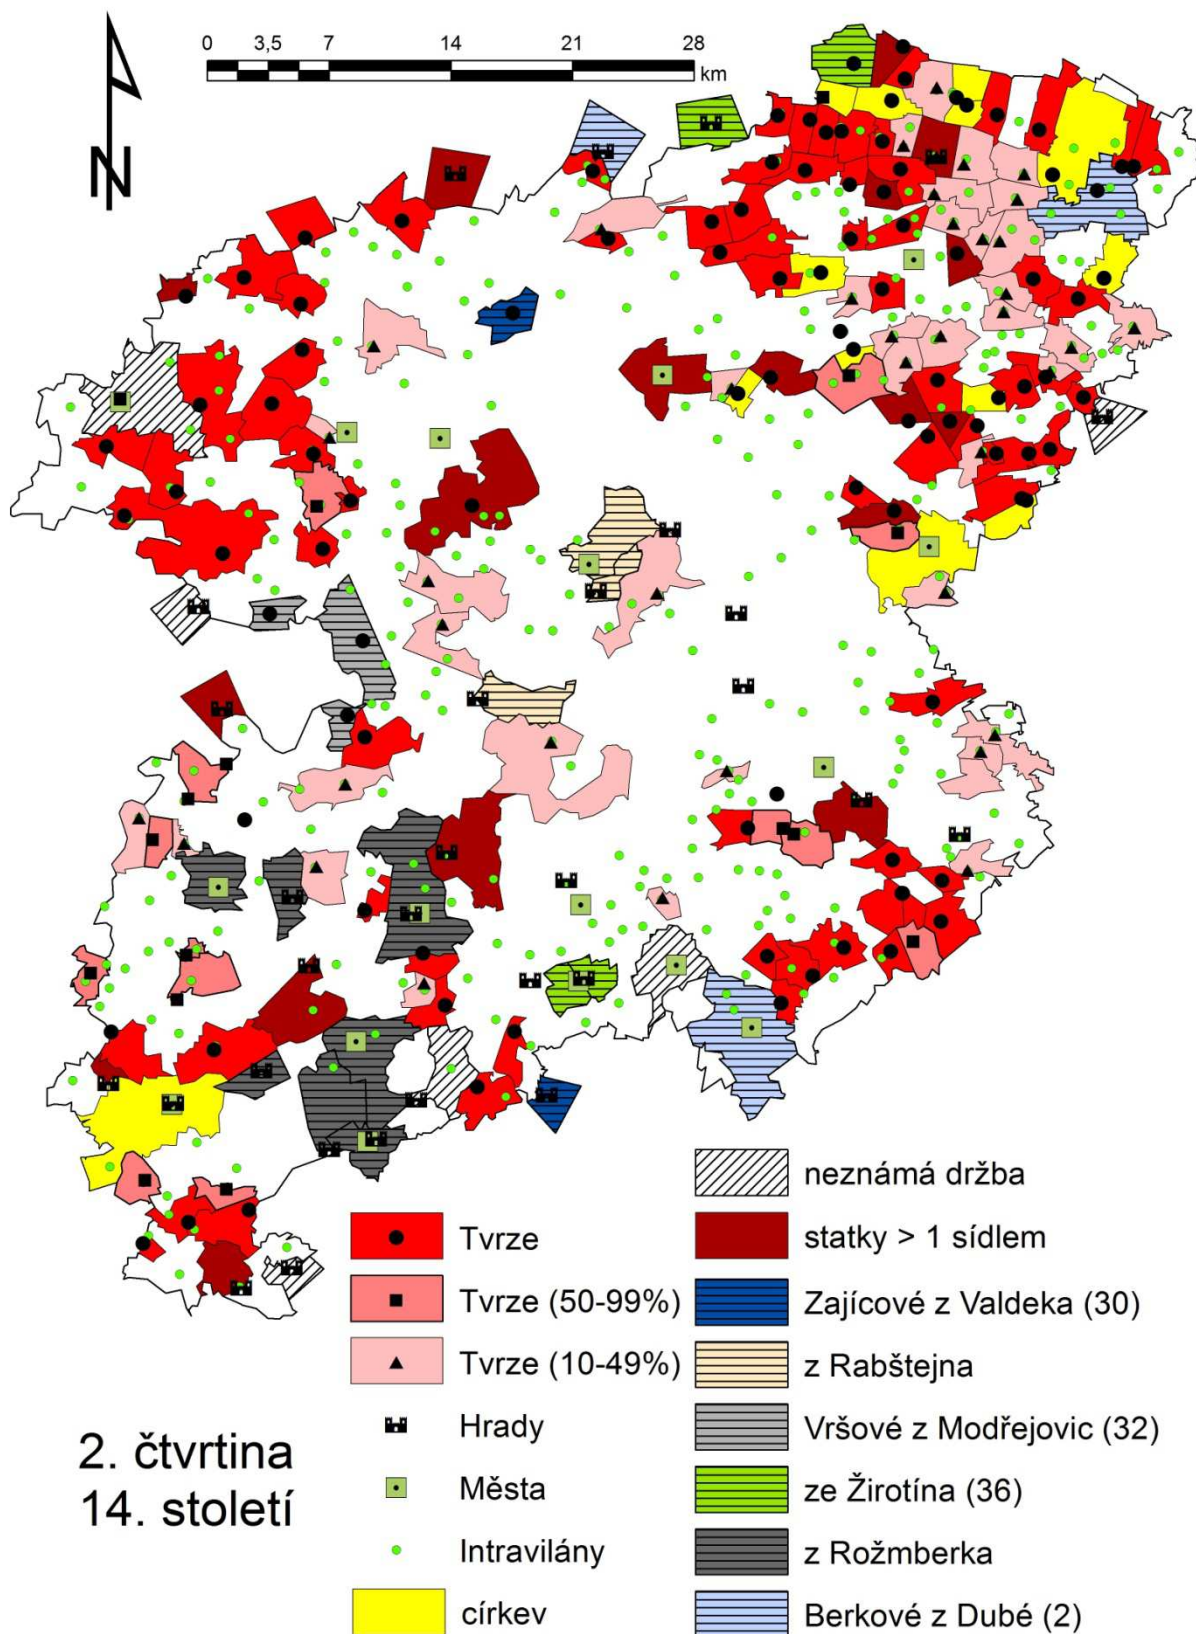 0 3,5 7 14 21 28
km
N
neznámá držba
Tvrze
statky > 1 sídlem
Tvrze (50-99%)
Zajícové z Valdeka (30)
Tvrze (10-49%)
z Rabštejna
Hrady
Vršové z Modřejovic (32)
2. čtvrtina
14. století
Města
ze Žirotína (36)
Intravilány
z Rožmberka
církev
Berkové z Dubé (2)